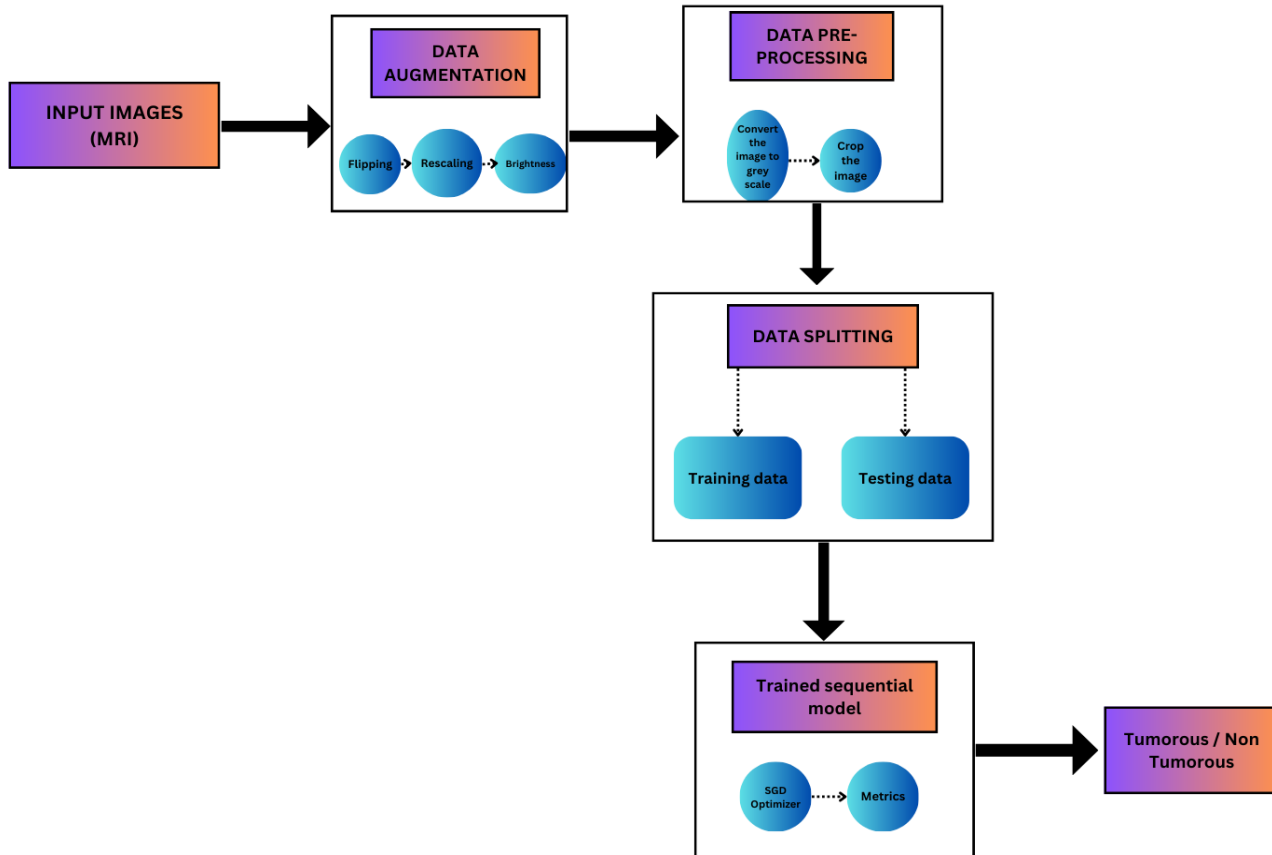 INPUT IMAGES
(MRI)
DATA
AUGMENTATION
Flipping
Rescaling
Brightness
DATA PRE-
PROCESSING
Convert
the
image to
grey
scale
Crop
the
image
DATA SPLITTING
Training data
Testing data
Trained sequential
model
SGD
Optimizer
Metrics
Tumorous / Non
Tumorous